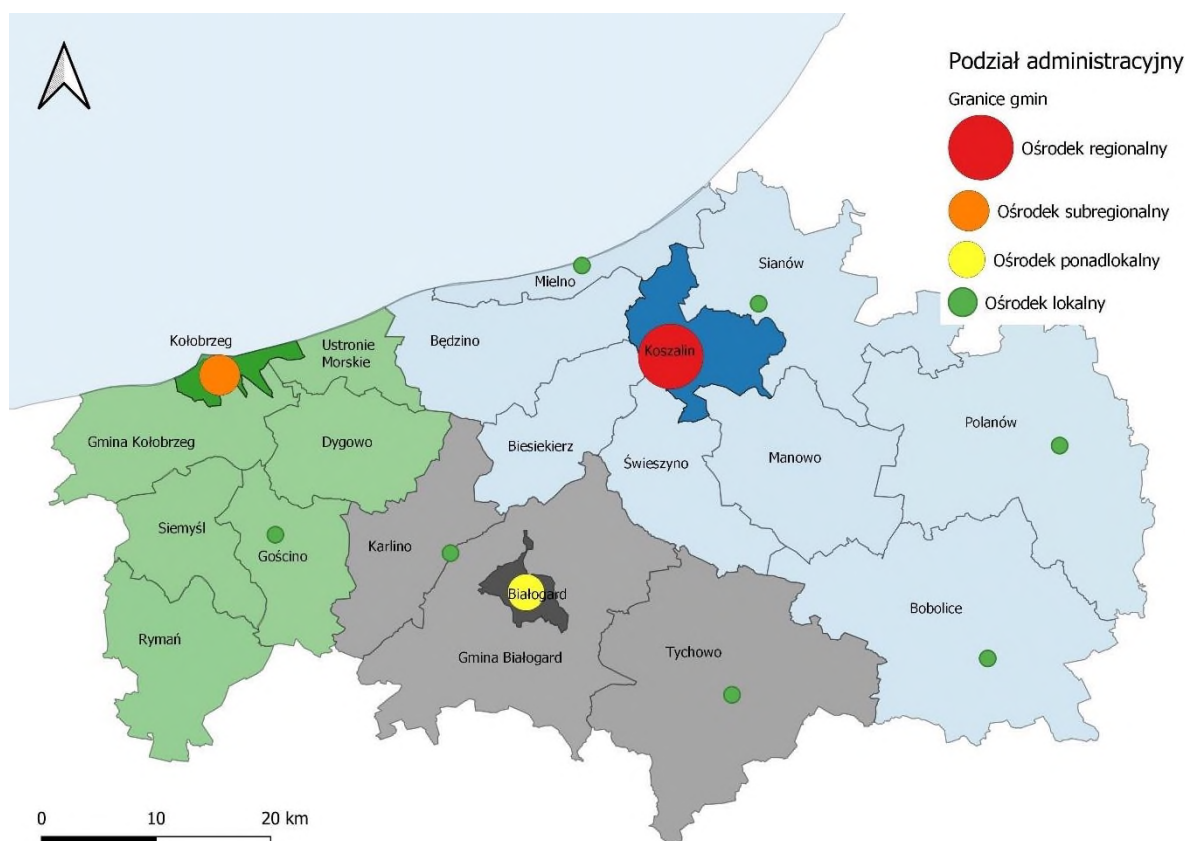 Podział administracyjny
Granice gmin
Ośrodek regionalny
Ośrodek subregionalny
Ośrodek ponadlokalny
Ośrodek lokalny
Sianów
Mielno
Kołobrzeg
Ustronie
Morskie
Będzino
Koszalin
Polanów
Gmina Kołobrzeg
Dygowo
Biesiekierz
Świeszyno
Manowo
Siemyśl
Gościno
Karlino
Białogard
Bobolice
Rymań
Gmina Białogard
Tychowo
0 10 20 km